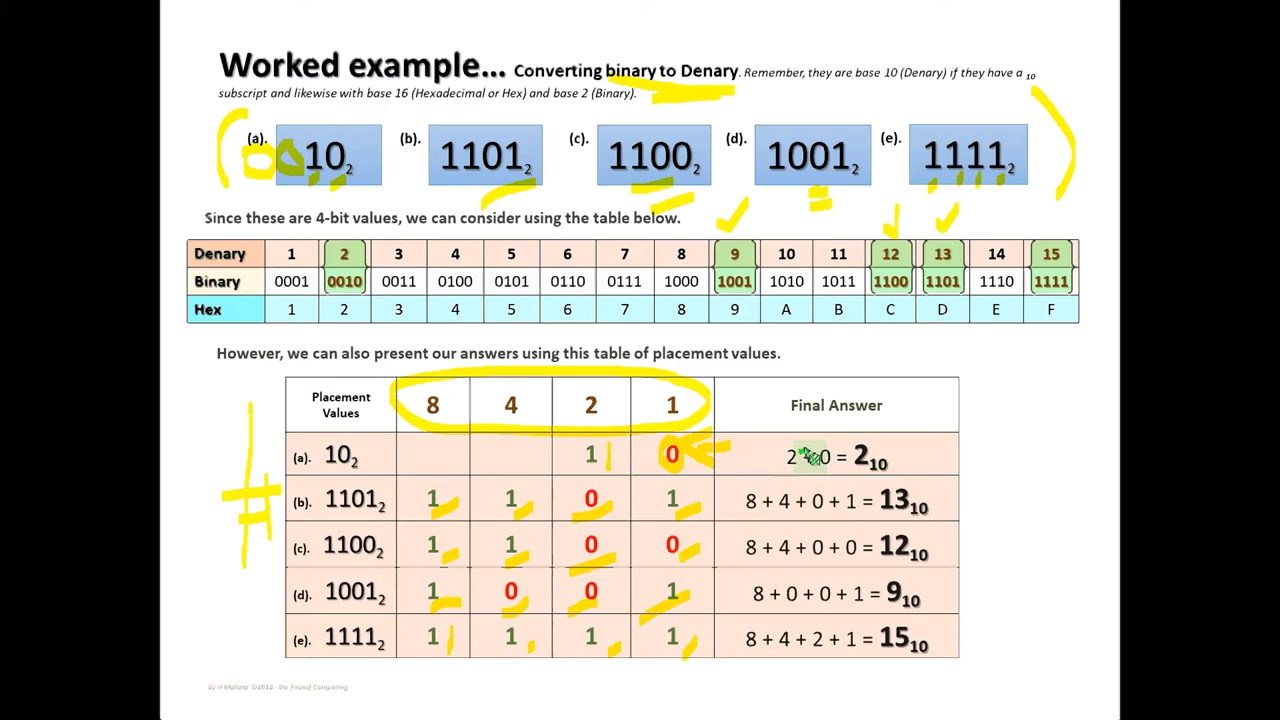 Worked example... Converting binary to Denary. Remember, they are base 10 (Denary) if they have a 10
subscript and likewise with base 16 (Hexadecimal or Hex) and base 2 (Binary).
(a). 10₂ (b). 1101₂ (c). 1100₂ (d). 1001₂ (e). 1111₂
Since these are 4-bit values, we can consider using the table below.
Denary 1 2 3 4 5 6 7 8 9 10 11 12 13 14 15
Binary 0001 0010 0011 0100 0101 0110 0111 1000 1001 1010 1011 1100 1101 1110 1111
Hex 1 2 3 4 5 6 7 8 9 A B C D E F
However, we can also present our answers using this table of placement values.
Placement Values 8 4 2 1 Final Answer
(a). 10₂ 1 0 2 + 0 = 2₁₀
(b). 1101₂ 1 1 0 1 8 + 4 + 0 + 1 = 13₁₀
(c). 1100₂ 1 1 0 0 8 + 4 + 0 + 0 = 12₁₀
(d). 1001₂ 1 0 0 1 8 + 0 + 0 + 1 = 9₁₀
(e). 1111₂ 1 1 1 1 8 + 4 + 2 + 1 = 15₁₀